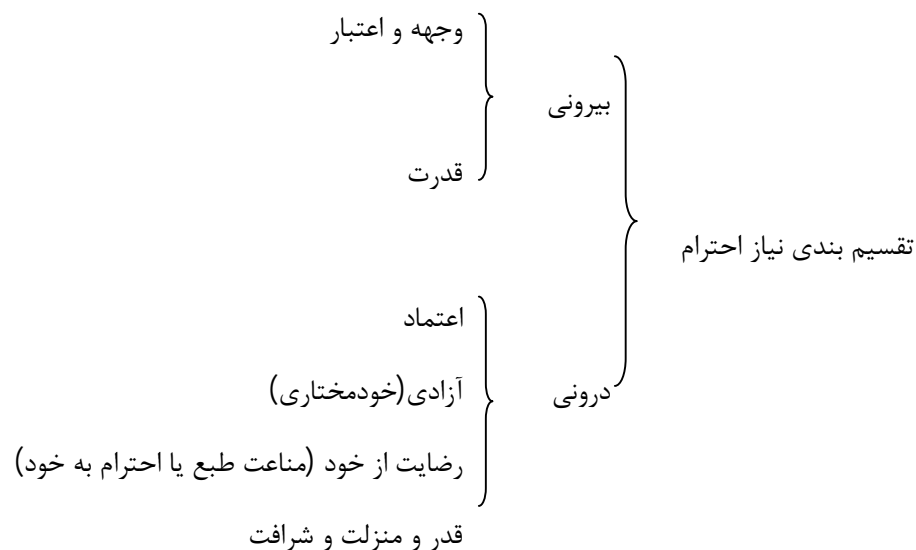 تقسیم بندی نیاز احترام
بیرونی
وجهه و اعتبار
قدرت
درونی
اعتماد
آزادی(خودمختاری)
رضایت از خود (مناعت طبع یا احترام به خود)
قدر و منزلت و شرافت